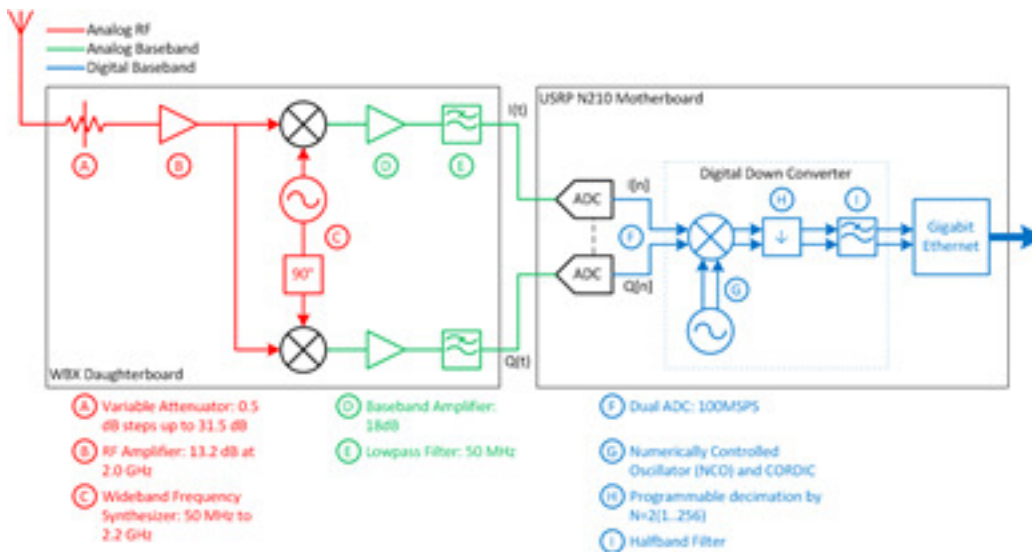 Analog RF
Analog Baseband
Digital Baseband
USRP N210 Motherboard
I(t)
A
B
D
E
C
90°
ADC
I[n]
F
ADC
Q[n]
Digital Down Converter
H
I
↓
G
Gigabit
Ethernet
Q(t)
WBX Daughterboard
A Variable Attenuator: 0.5
dB steps up to 31.5 dB
B RF Amplifier: 13.2 dB at
2.0 GHz
C Wideband Frequency
Synthesizer: 50 MHz to
2.2 GHz
D Baseband Amplifier:
18dB
E Lowpass Filter: 50 MHz
F Dual ADC: 100MSPS
G Numerically Controlled
Oscillator (NCO) and CORDIC
H Programmable decimation by
N=2(1..256)
I Halfband Filter